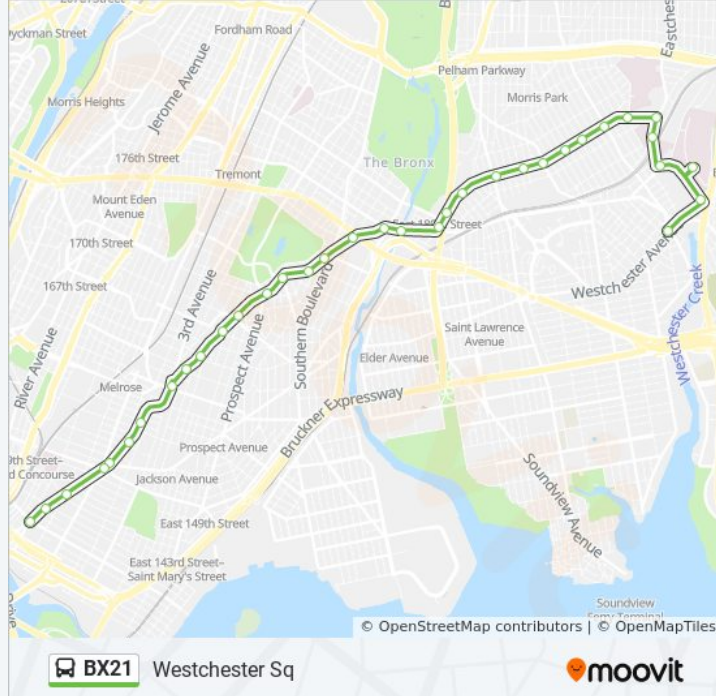 Fordham Road
Eastches
Pelham Parkway
Morris Heights
Jerome Avenue
Morris Park
176th Street
The Bronx
Tremont
Mount Eden
Avenue
170th Street
Street
3rd Avenue
Southern Boulevard
167th Street
Westchester Avenue
Westchester Creek
River Avenue
Prospect Avenue
Saint Lawrence
Avenue
Elder Avenue
Melrose
Bruckner Expressway
Prospect Avenue
9th Street–
d Concourse
Jackson Avenue
Soundview Avenue
East 149th Street
East 143rd Street–
Saint Mary's Street
Soundview
Ferry Terminal
© OpenStreetMap contributors | © OpenMapTiles
BX21 Westchester Sq
moovit